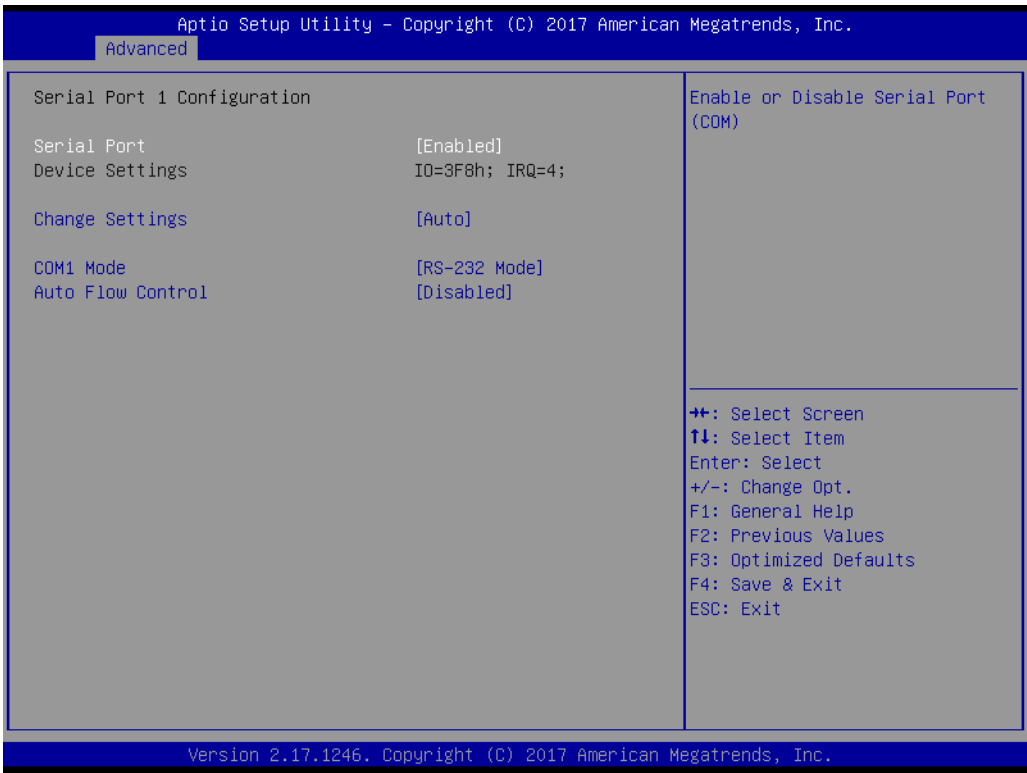 Aptio Setup Utility – Copyright (C) 2017 American Megatrends, Inc.
Advanced
Serial Port 1 Configuration
Serial Port [Enabled]
Device Settings IO=3F8h; IRQ=4;
Change Settings [Auto]
COM1 Mode [RS-232 Mode]
Auto Flow Control [Disabled]
Enable or Disable Serial Port
(COM)
→←: Select Screen
↑↓: Select Item
Enter: Select
+/-: Change Opt.
F1: General Help
F2: Previous Values
F3: Optimized Defaults
F4: Save & Exit
ESC: Exit
Version 2.17.1246. Copyright (C) 2017 American Megatrends, Inc.